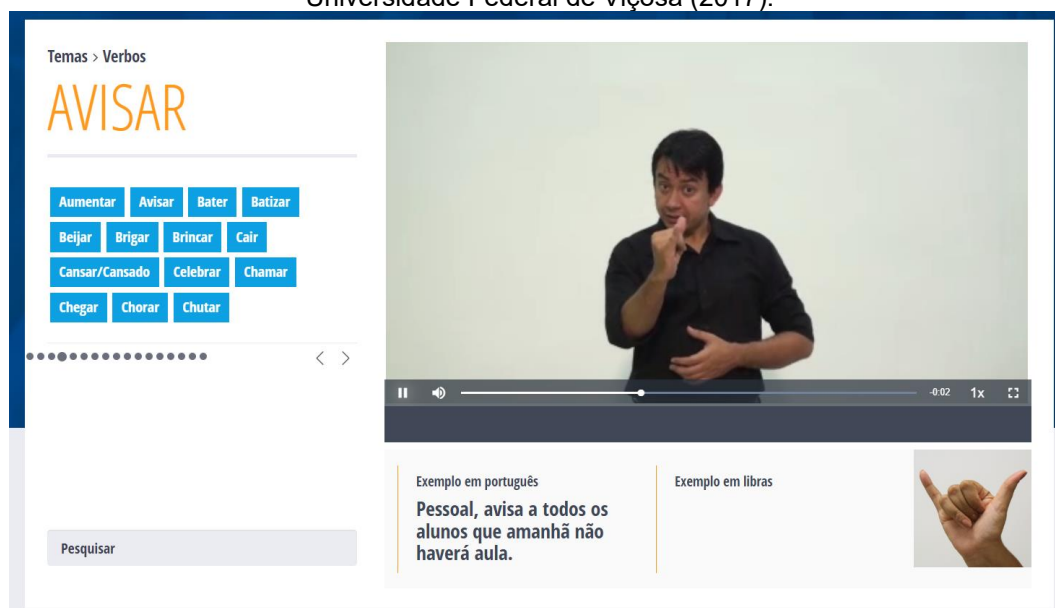 Universidade Federal de Viçosa (2017).
Temas > Verbos
AVISAR
Aumentar Avisar Bater Batizar
Beijar Brigar Brincar Cair
Cansar/Cansado Celebrar Chamar
Chegar Chorar Chutar
-0:02 1x
Exemplo em português
Pessoal, avisa a todos os
alunos que amanhã não
haverá aula.
Exemplo em libras
Pesquisar